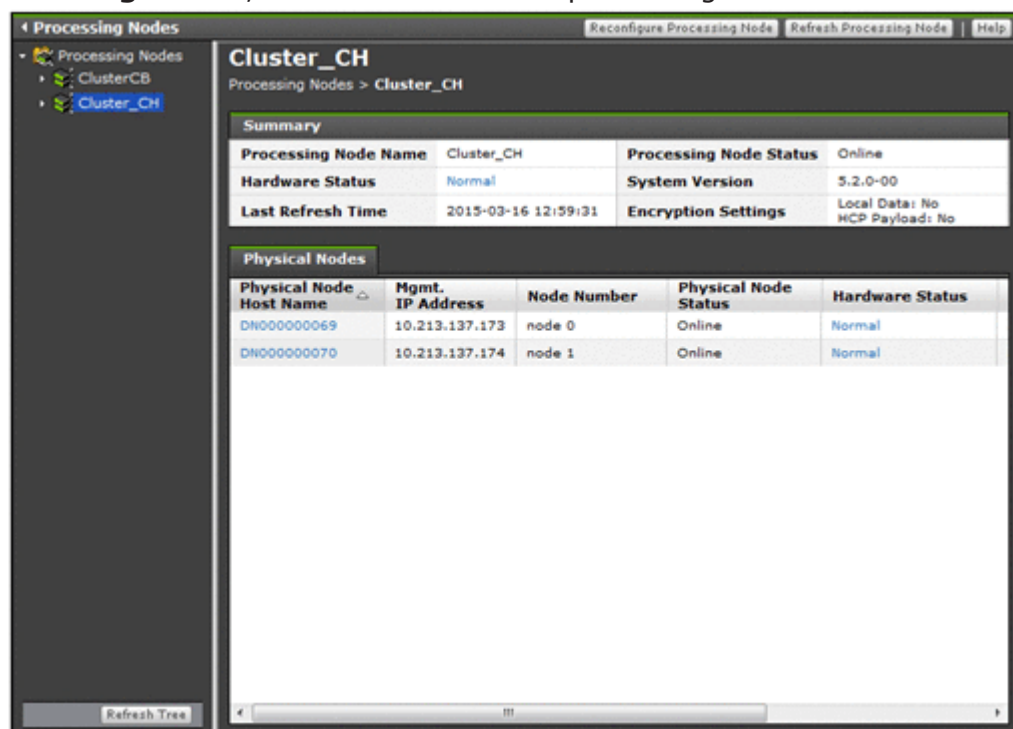 Processing Nodes
Reconfigure Processing Node Refresh Processing Node | Help
Processing Nodes
ClusterCB
Cluster_CH
Cluster_CH
Processing Nodes > Cluster_CH
Summary
Processing Node Name Cluster_CH Processing Node Status Online
Hardware Status Normal System Version 5.2.0-00
Last Refresh Time 2015-03-16 12:59:31 Encryption Settings Local Data: No
HCP Payload: No
Physical Nodes
Physical Node Host Name Mgmt. IP Address Node Number Physical Node Status Hardware Status
DN000000069 10.213.137.173 node 0 Online Normal
DN000000070 10.213.137.174 node 1 Online Normal
Refresh Tree